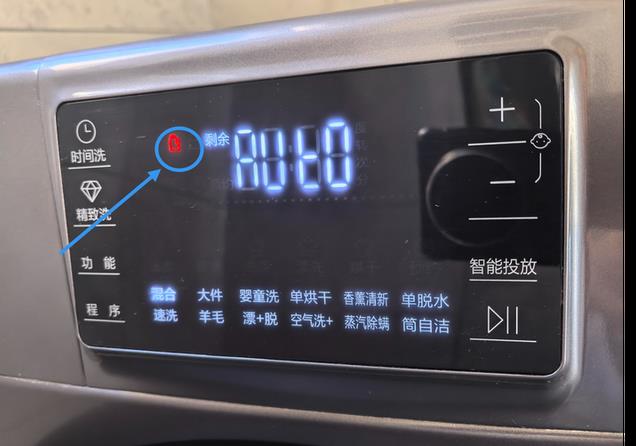 时间洗
精致洗
功 能
程 序
剩余
AUtO
混合 大件 婴童洗 单烘干 香薰清新 单脱水
速洗 羊毛 漂+脱 空气洗+ 蒸汽除螨 筒自洁
+
-
智能投放